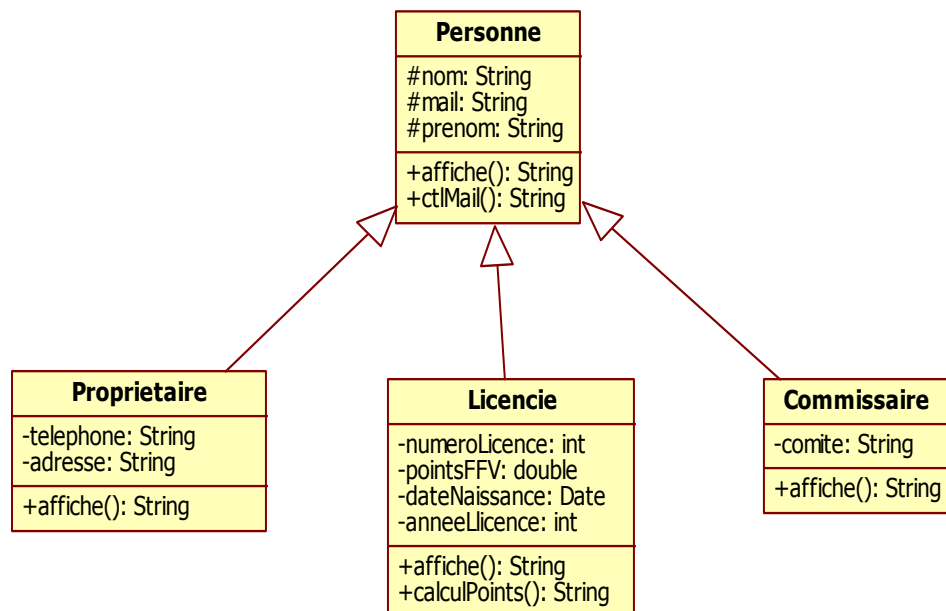 Personne
#nom: String
#mail: String
#prenom: String
+affiche(): String
+ctlMail(): String
Proprietaire
-telephone: String
-adresse: String
+affiche(): String
Licencie
-numeroLicence: int
-pointsFFV: double
-dateNaissance: Date
-anneeLlicence: int
+affiche(): String
+calculPoints(): String
Commissaire
-comite: String
+affiche(): String